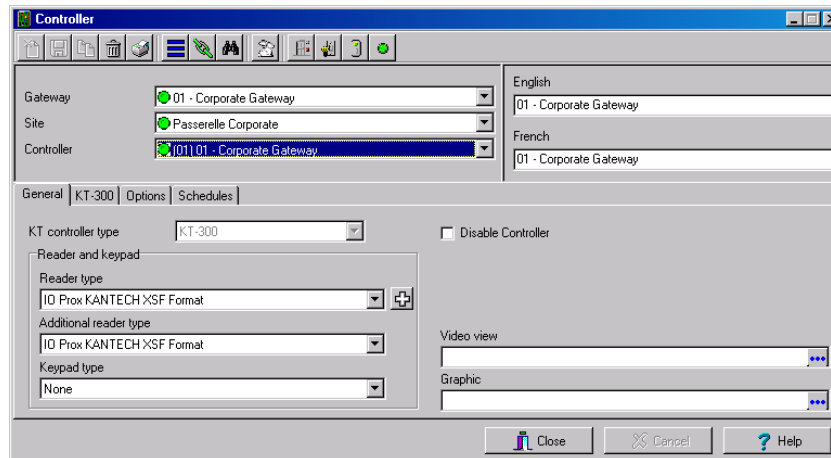 Controller
Gateway
01 - Corporate Gateway
Site
Passerelle Corporate
Controller
(01) 01 - Corporate Gateway
English
01 - Corporate Gateway
French
01 - Corporate Gateway
General KT-300 Options Schedules
KT controller type
KT-300
Disable Controller
Reader and keypad
Reader type
IO Prox KANTECH XSF Format
Additional reader type
IO Prox KANTECH XSF Format
Keypad type
None
Video view
Graphic
Close Cancel Help